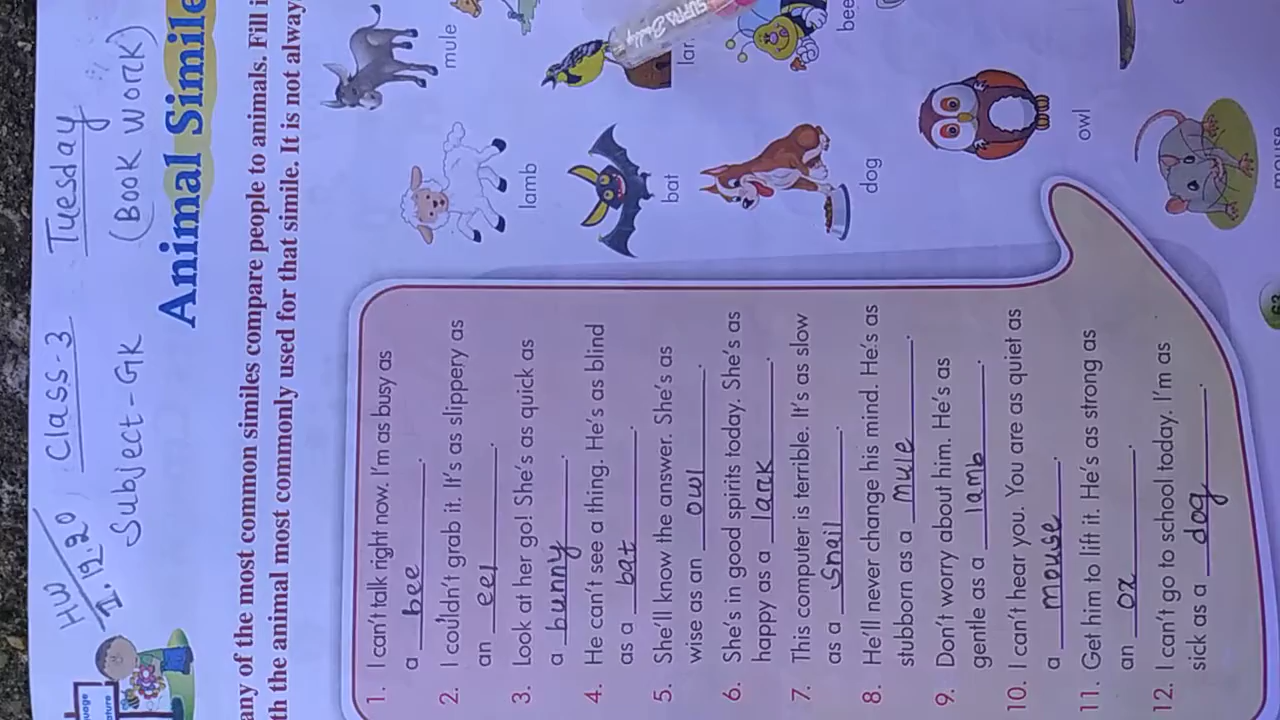 HW Class-3 Tuesday
II.12.20 Subject-GK (BOOK WORK)
Animal Simile
any of the most common similes compare people to animals. Fill i
th the animal most commonly used for that simile. It is not alway
1. I can't talk right now. I'm as busy as
a bee.
2. I couldn't grab it. It's as slippery as
an eel.
3. Look at her go! She's as quick as
a bunny.
4. He can't see a thing. He's as blind
as a bat.
5. She'll know the answer. She's as
wise as an owl.
6. She's in good spirits today. She's as
happy as a lark.
7. This computer is terrible. It's as slow
as a snail.
8. He'll never change his mind. He's as
stubborn as a mule.
9. Don't worry about him. He's as
gentle as a lamb.
10. I can't hear you. You are as quiet as
a mouse.
11. Get him to lift it. He's as strong as
an ox.
12. I can't go to school today. I'm as
sick as a dog.
mule
lamb
lar
bat
bee
dog
owl
mouse